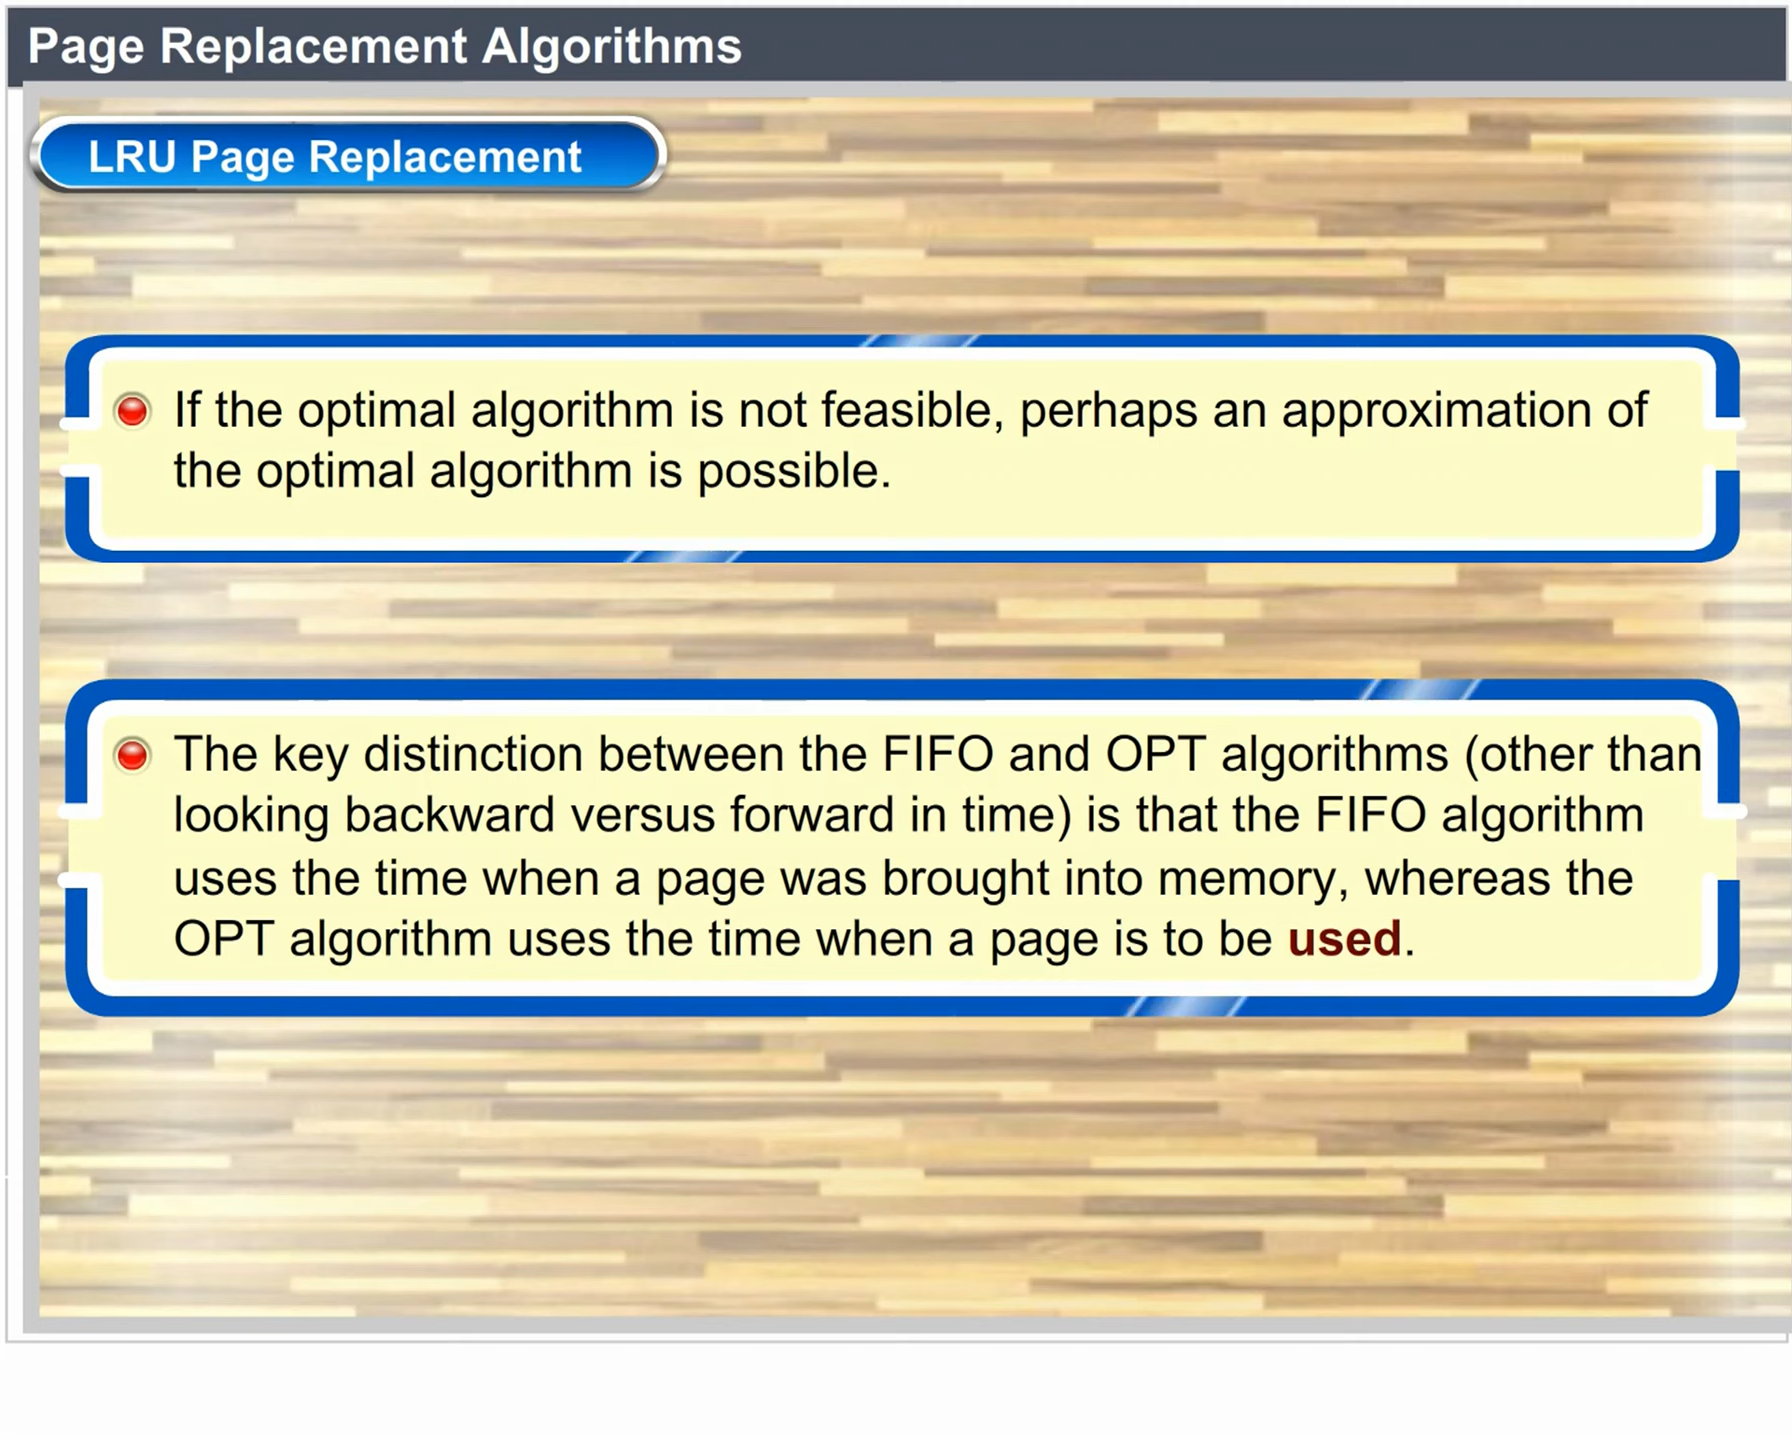 Page Replacement Algorithms
LRU Page Replacement
If the optimal algorithm is not feasible, perhaps an approximation of
the optimal algorithm is possible.
The key distinction between the FIFO and OPT algorithms (other than
looking backward versus forward in time) is that the FIFO algorithm
uses the time when a page was brought into memory, whereas the
OPT algorithm uses the time when a page is to be used.